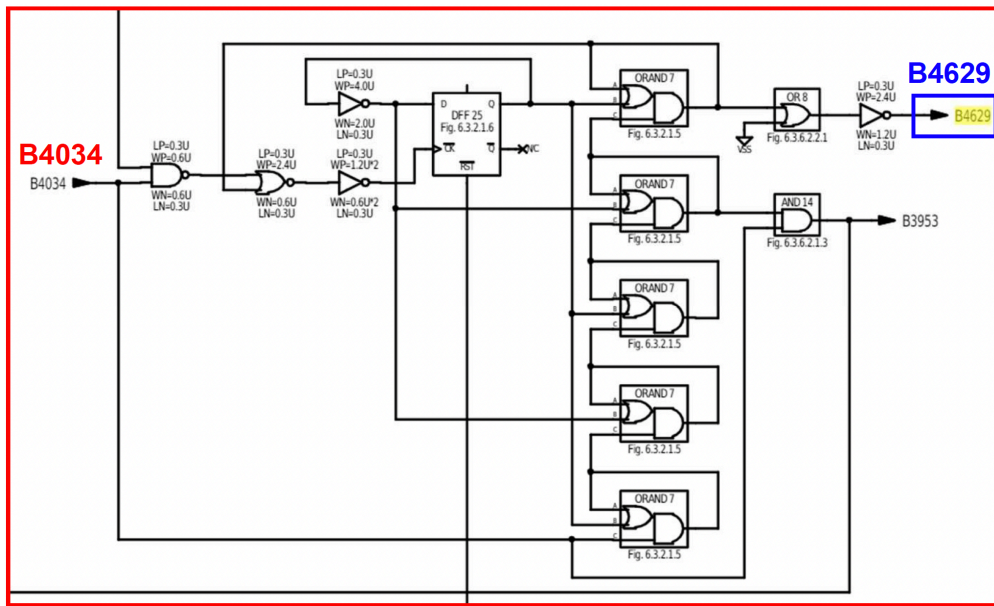 B4034
B4034
LP=0.3U
WP=0.6U
WN=0.6U
LN=0.3U
LP=0.3U
WP=2.4U
WN=0.6U
LN=0.3U
LP=0.3U
WP=4.0U
WN=2.0U
LN=0.3U
LP=0.3U
WP=1.2U*2
WN=0.6U*2
LN=0.3U
D
Q
DFF 25
Fig. 6.3.2.1.6
CK
Q
RST
NC
ORAND 7
A
B
C
Fig. 6.3.2.1.5
ORAND 7
A
B
C
Fig. 6.3.2.1.5
ORAND 7
A
B
C
Fig. 6.3.2.1.5
ORAND 7
A
B
C
Fig. 6.3.2.1.5
ORAND 7
A
B
C
Fig. 6.3.2.1.5
OR 8
VSS
Fig. 6.3.6.2.2.1
LP=0.3U
WP=2.4U
WN=1.2U
LN=0.3U
B4629
B4629
AND 14
Fig. 6.3.6.2.1.3
B3953